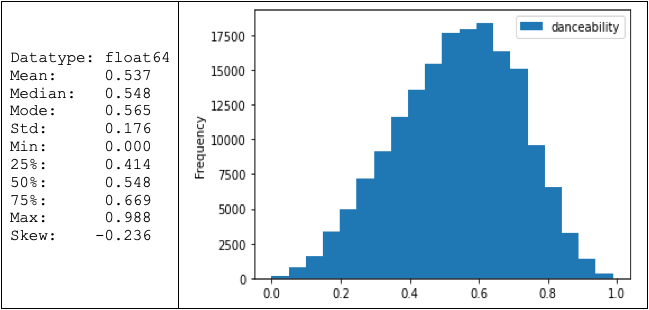 Datatype: float64
Mean: 0.537
Median: 0.548
Mode: 0.565
Std: 0.176
Min: 0.000
25%: 0.414
50%: 0.548
75%: 0.669
Max: 0.988
Skew: -0.236
danceability
Frequency
17500
15000
12500
10000
7500
5000
2500
0
0.0 0.2 0.4 0.6 0.8 1.0